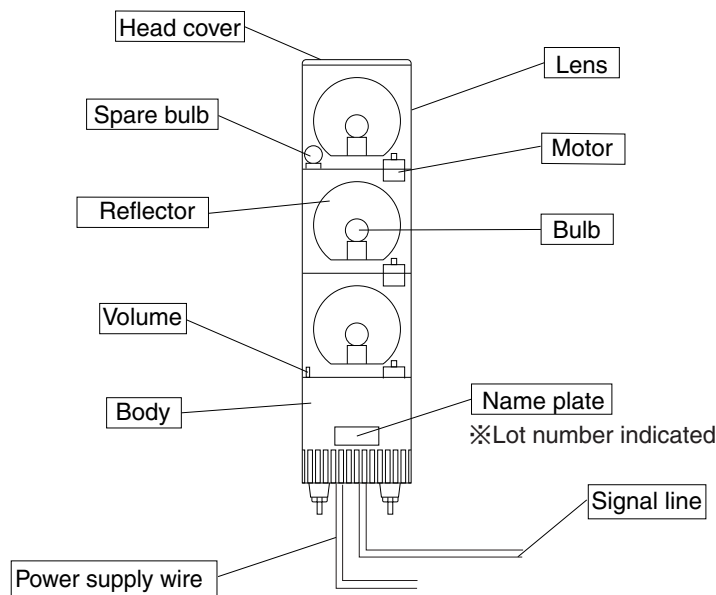 Head cover
Lens
Spare bulb
Motor
Reflector
Bulb
Volume
Name plate
Body
※Lot number indicated
Signal line
Power supply wire